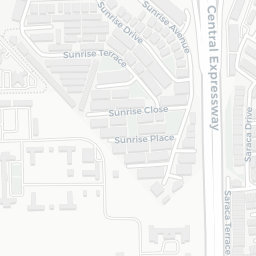 Sunrise Avenue
Sunrise Drive
Central Expressway
Sunrise Terrace
Sunrise Close
Sunrise Place
Saraca Drive
Saraca Terrace